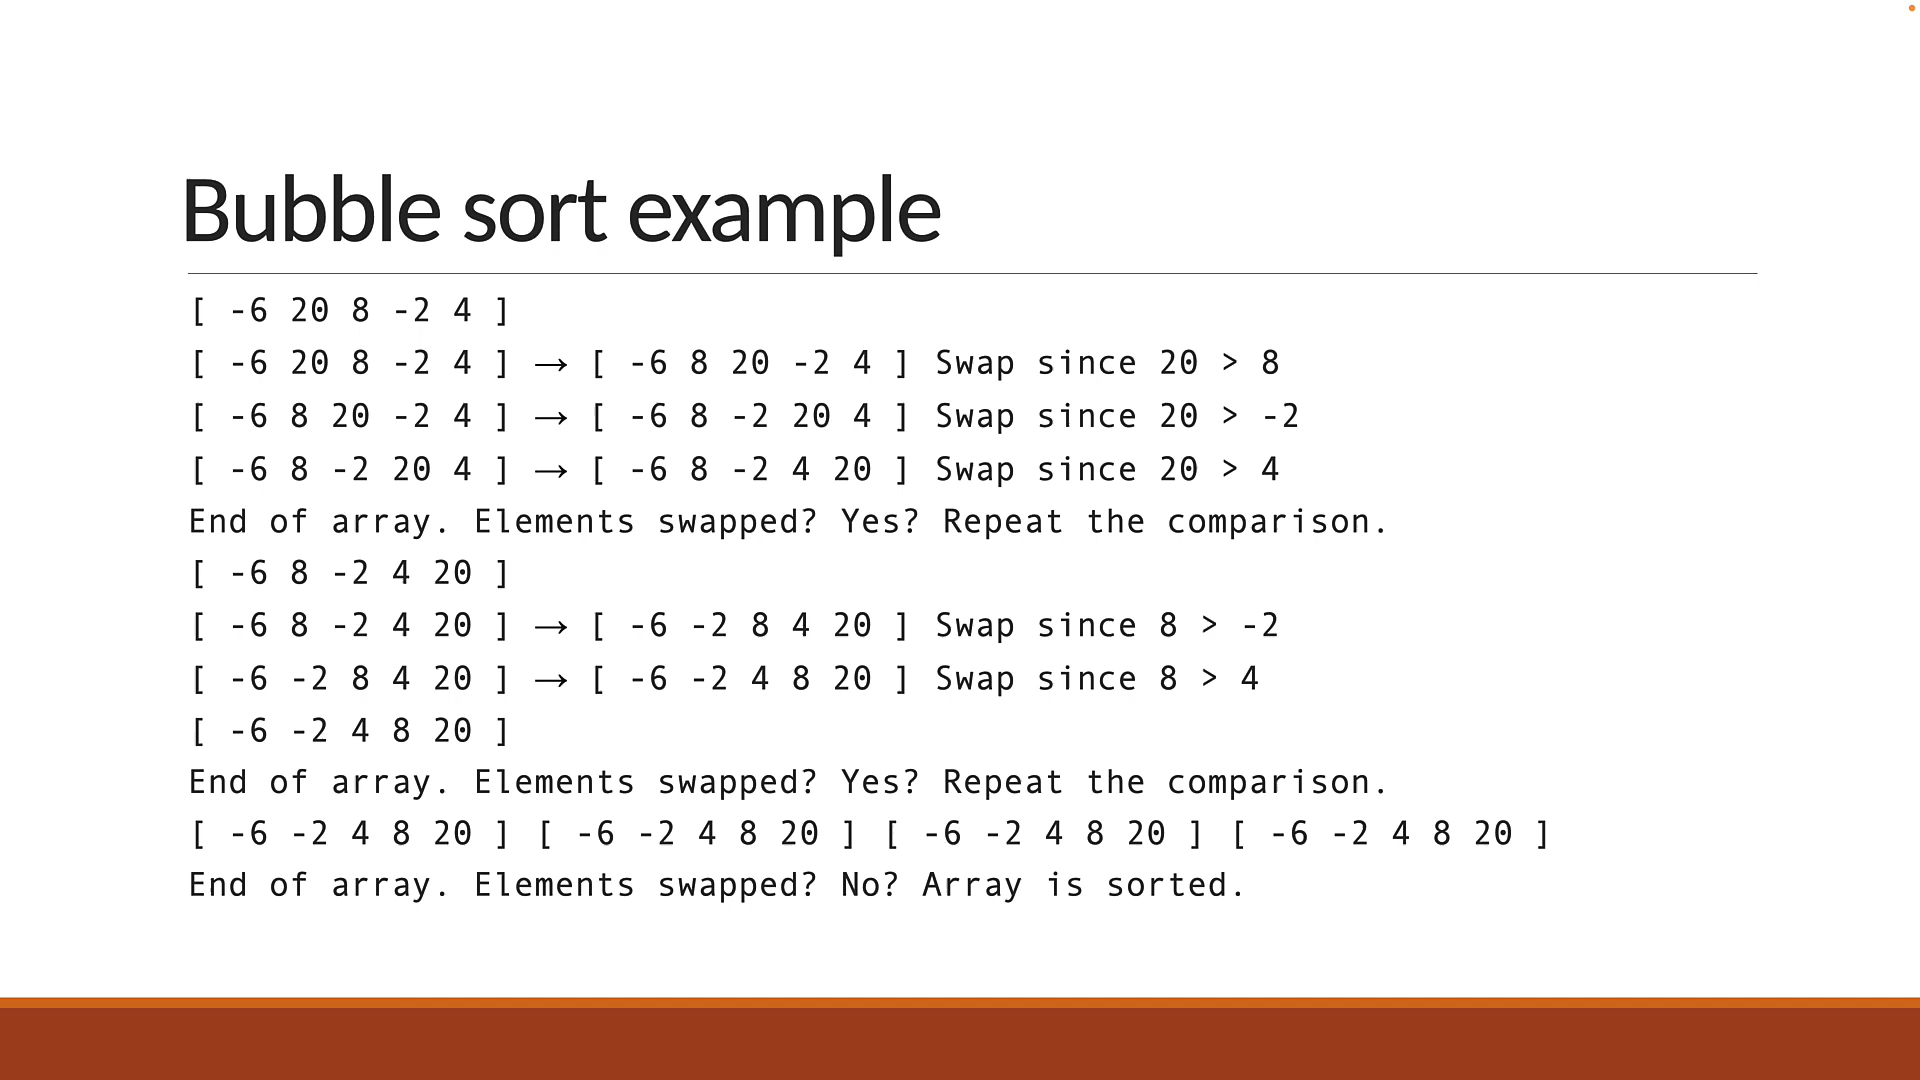 Bubble sort example
[ -6 20 8 -2 4 ]
[ -6 20 8 -2 4 ] → [ -6 8 20 -2 4 ] Swap since 20 > 8
[ -6 8 20 -2 4 ] → [ -6 8 -2 20 4 ] Swap since 20 > -2
[ -6 8 -2 20 4 ] → [ -6 8 -2 4 20 ] Swap since 20 > 4
End of array. Elements swapped? Yes? Repeat the comparison.
[ -6 8 -2 4 20 ]
[ -6 8 -2 4 20 ] → [ -6 -2 8 4 20 ] Swap since 8 > -2
[ -6 -2 8 4 20 ] → [ -6 -2 4 8 20 ] Swap since 8 > 4
[ -6 -2 4 8 20 ]
End of array. Elements swapped? Yes? Repeat the comparison.
[ -6 -2 4 8 20 ] [ -6 -2 4 8 20 ] [ -6 -2 4 8 20 ] [ -6 -2 4 8 20 ]
End of array. Elements swapped? No? Array is sorted.